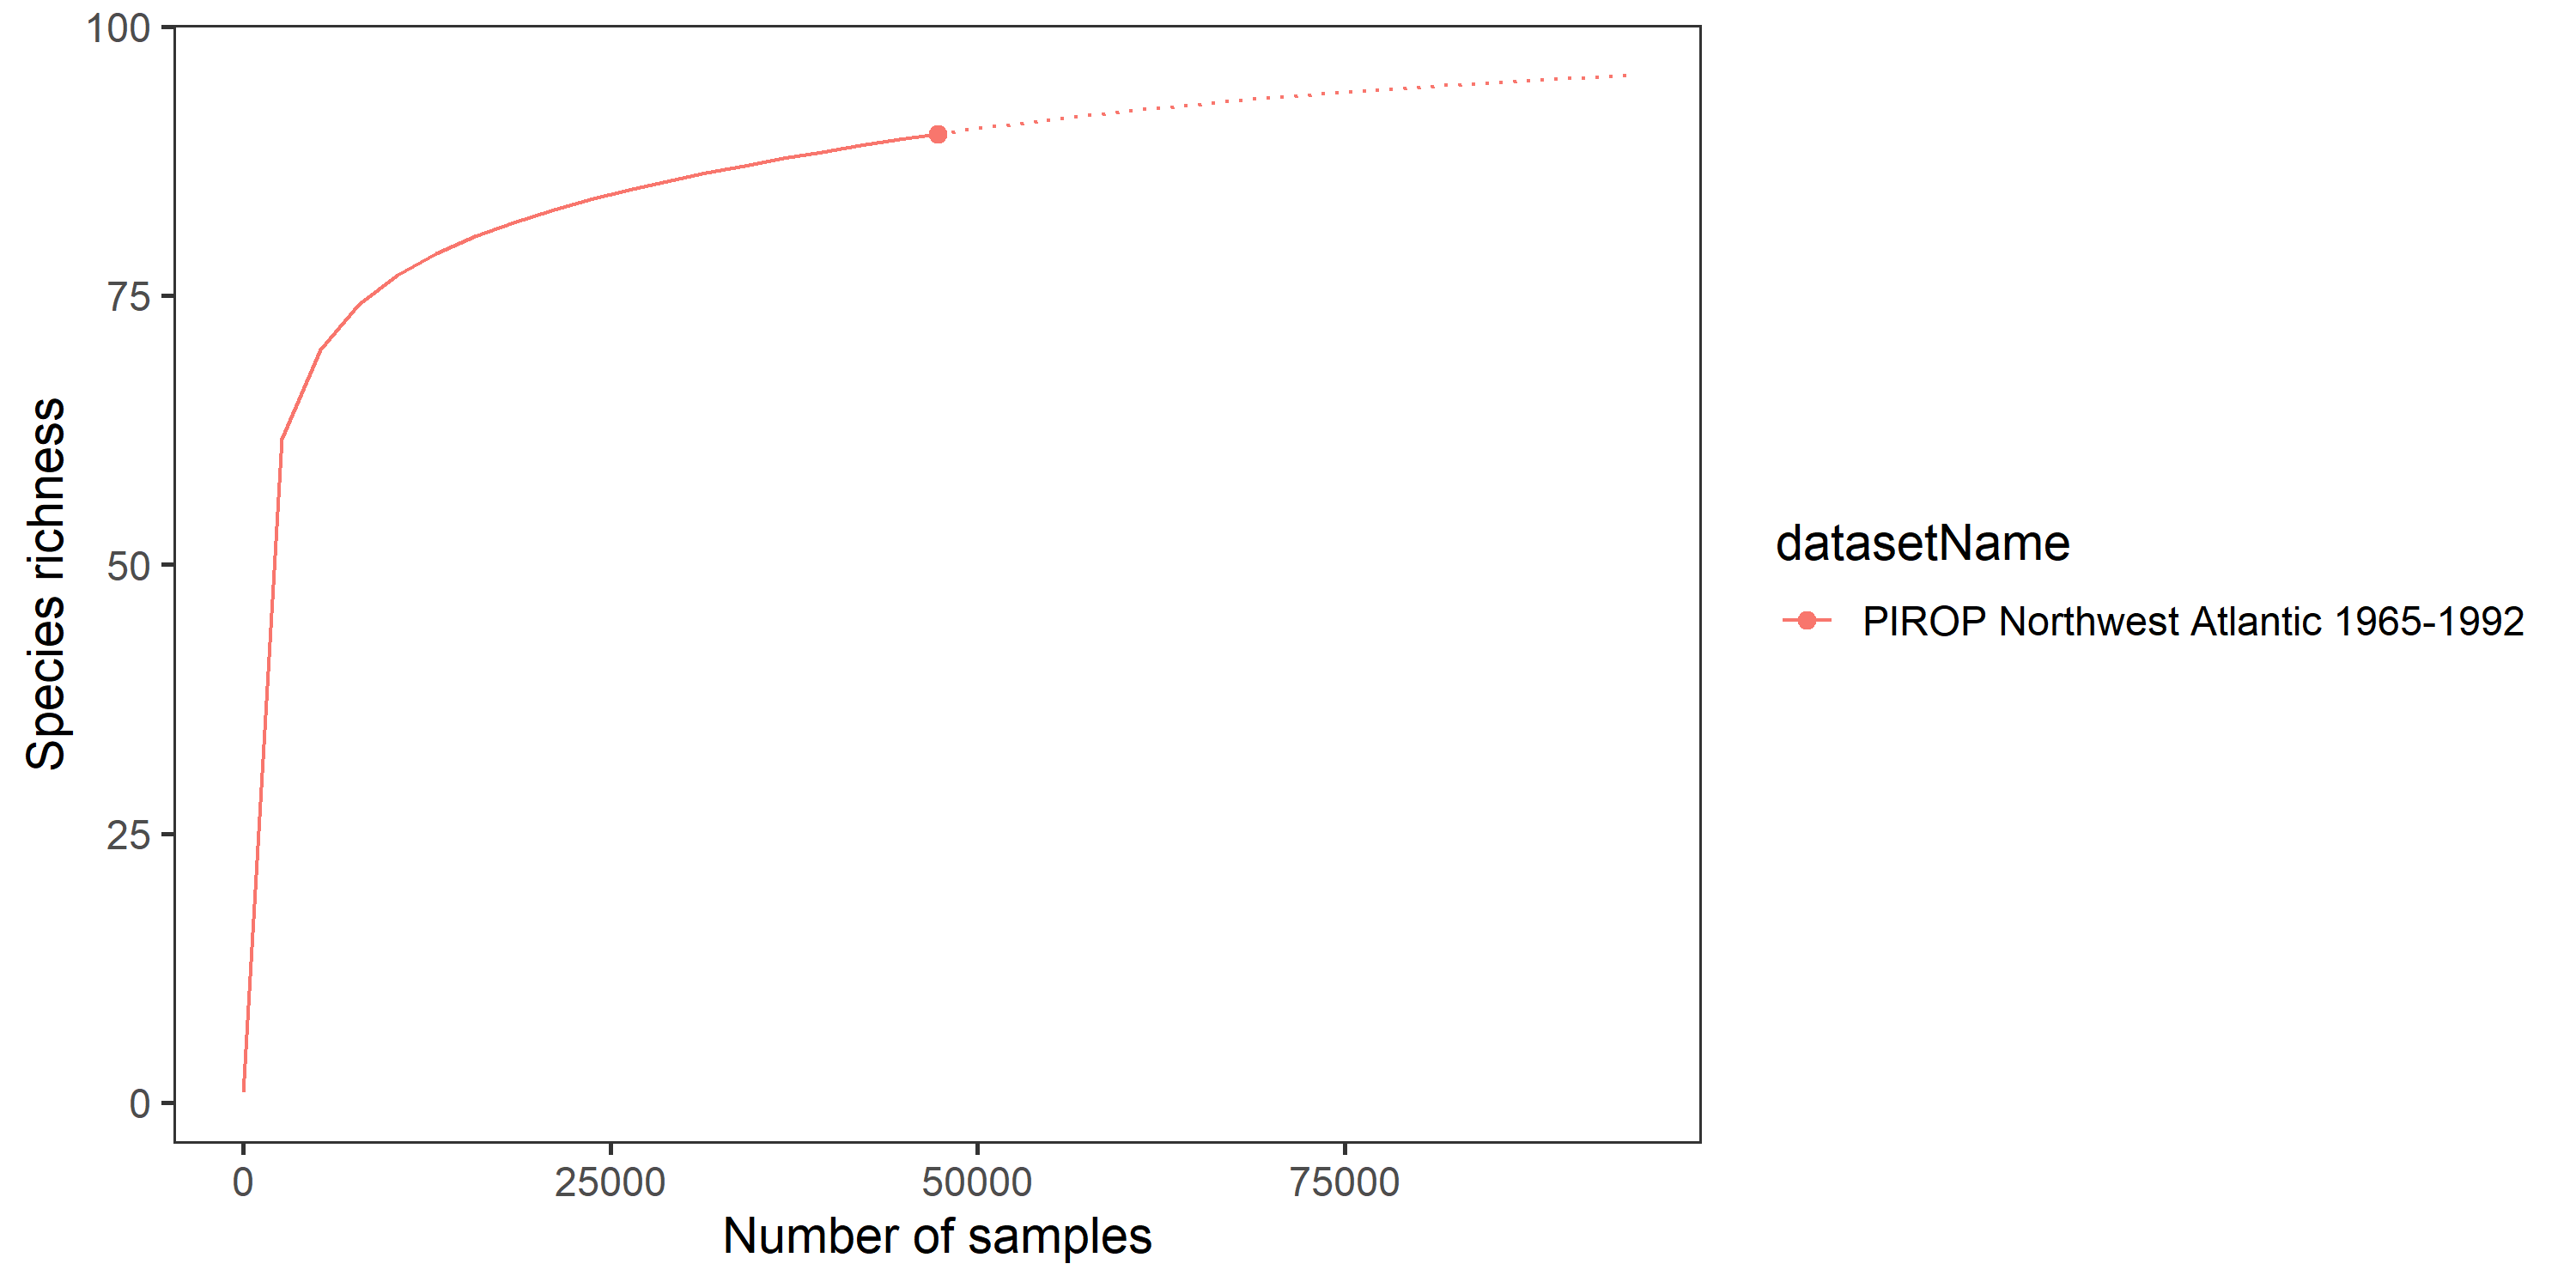 100
75
50
25
0
Species richness
0 25000 50000 75000
Number of samples
datasetName
PIROP Northwest Atlantic 1965-1992